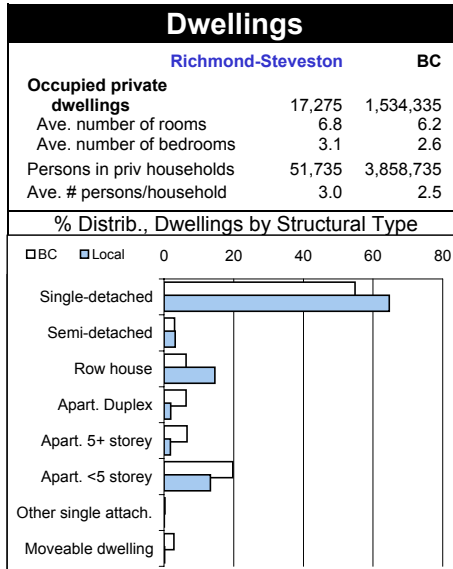 Dwellings
Richmond-Steveston BC
Occupied private
dwellings 17,275 1,534,335
Ave. number of rooms 6.8 6.2
Ave. number of bedrooms 3.1 2.6
Persons in priv households 51,735 3,858,735
Ave. # persons/household 3.0 2.5
% Distrib., Dwellings by Structural Type
BC Local 0 20 40 60 80
Single-detached
Semi-detached
Row house
Apart. Duplex
Apart. 5+ storey
Apart. <5 storey
Other single attach.
Moveable dwelling